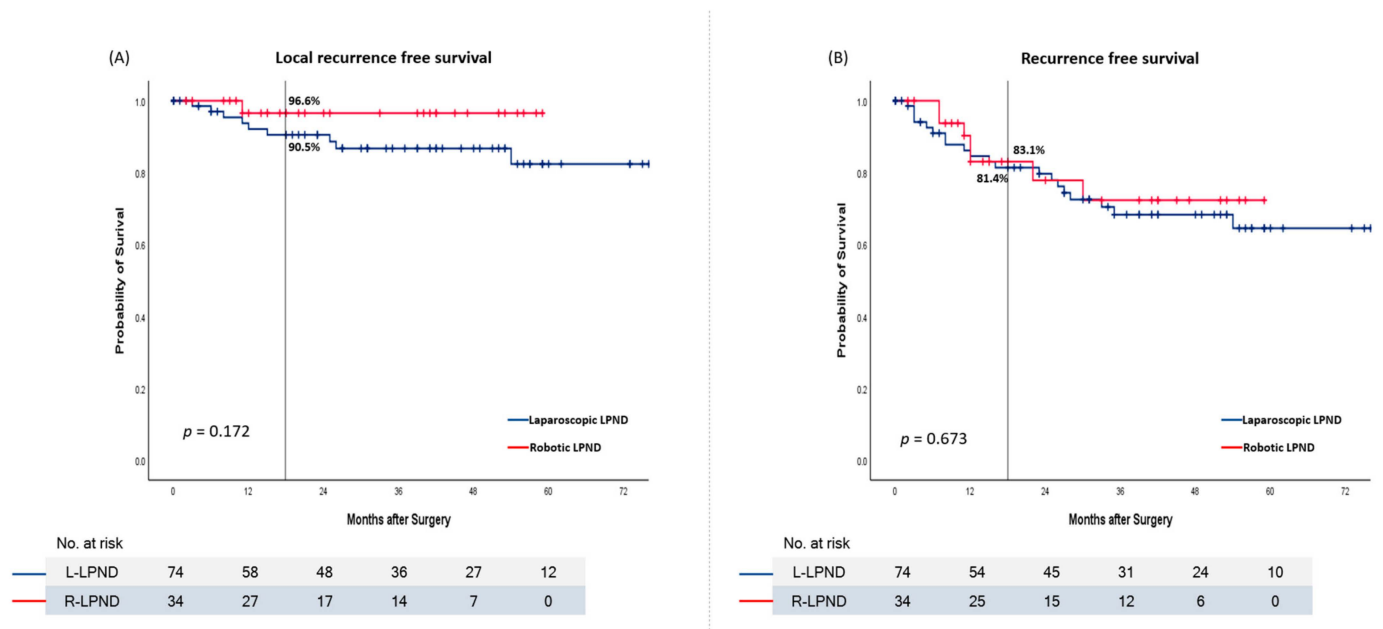 (A) Local recurrence free survival
1.0
0.8
0.6
0.4
0.2
0.0
Probability of Surival
96.6%
90.5%
p = 0.172
Laparoscopic LPND
Robotic LPND
0 12 24 36 48 60 72
Months after Surgery
No. at risk
L-LPND 74 58 48 36 27 12
R-LPND 34 27 17 14 7 0
(B) Recurrence free survival
1.0
0.8
0.6
0.4
0.2
0.0
Probability of Survival
83.1%
81.4%
p = 0.673
Laparoscopic LPND
Robotic LPND
0 12 24 36 48 60 72
Months after Surgery
No. at risk
L-LPND 74 54 45 31 24 10
R-LPND 34 25 15 12 6 0